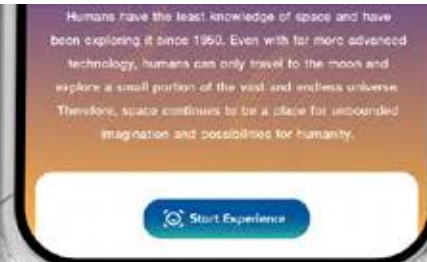 Humans have the least knowledge of space and have
been exploring it since 1950. Even with far more advanced
technology, humans can only travel to the moon and
explore a small portion of the vast and endless universe.
Therefore, space continues to be a place for unbounded
imagination and possibilities for humanity.
Start Experience